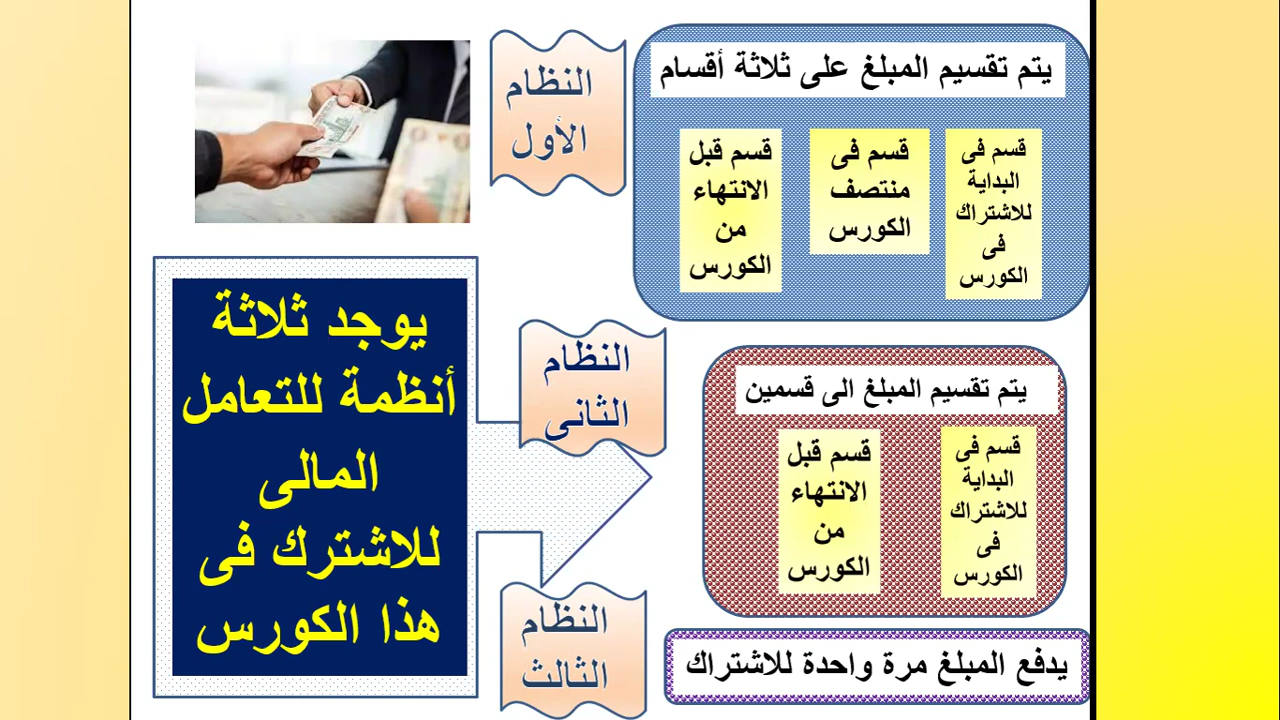 يوجد ثلاثة
أنظمة للتعامل
المالى
للاشترك فى
هذا الكورس
النظام
الأول
يتم تقسيم المبلغ على ثلاثة أقسام
قسم فى
البداية
للاشتراك
فى
الكورس
قسم فى
منتصف
الكورس
قسم قبل
الانتهاء
من
الكورس
النظام
الثانى
يتم تقسيم المبلغ الى قسمين
قسم فى
البداية
للاشتراك
فى
الكورس
قسم قبل
الانتهاء
من
الكورس
النظام
الثالث
يدفع المبلغ مرة واحدة للاشتراك